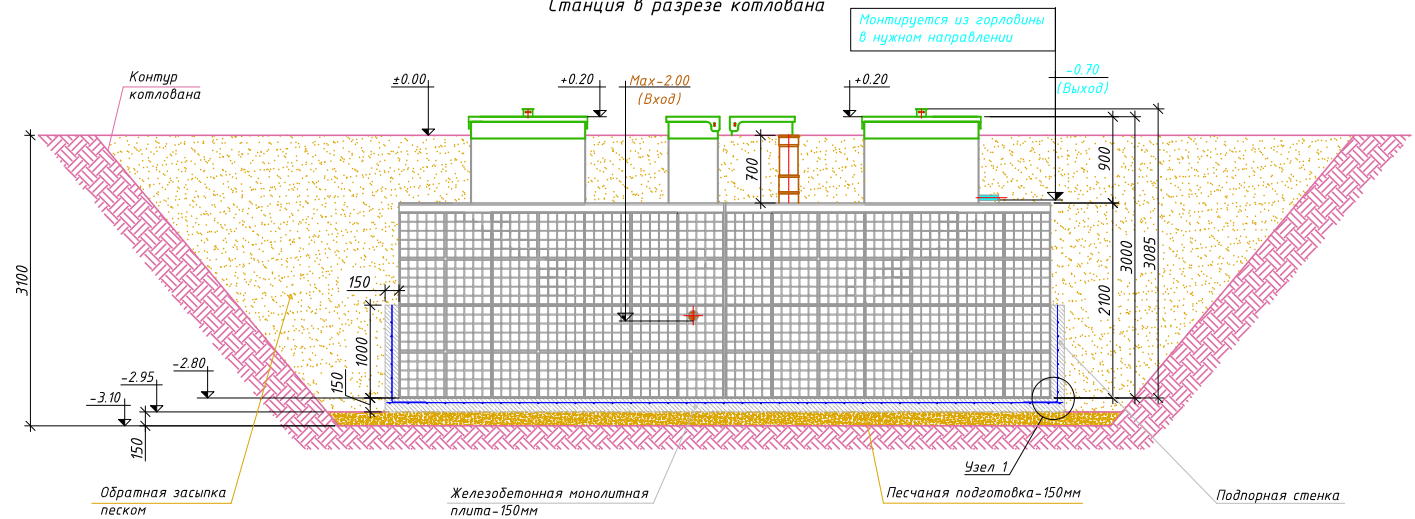 Станция в разрезе котлована
Монтируется из горловины
в нужном направлении
Контур
котлована
±0.00
+0.20
Max-2.00
(Вход)
+0.20
-0.70
(Выход)
700
900
3000
3085
2100
3100
150
1000
150
-2.80
-2.95
-3.10
150
Узел 1
Обратная засыпка
песком
Железобетонная монолитная
плита-150мм
Песчаная подготовка-150мм
Подпорная стенка